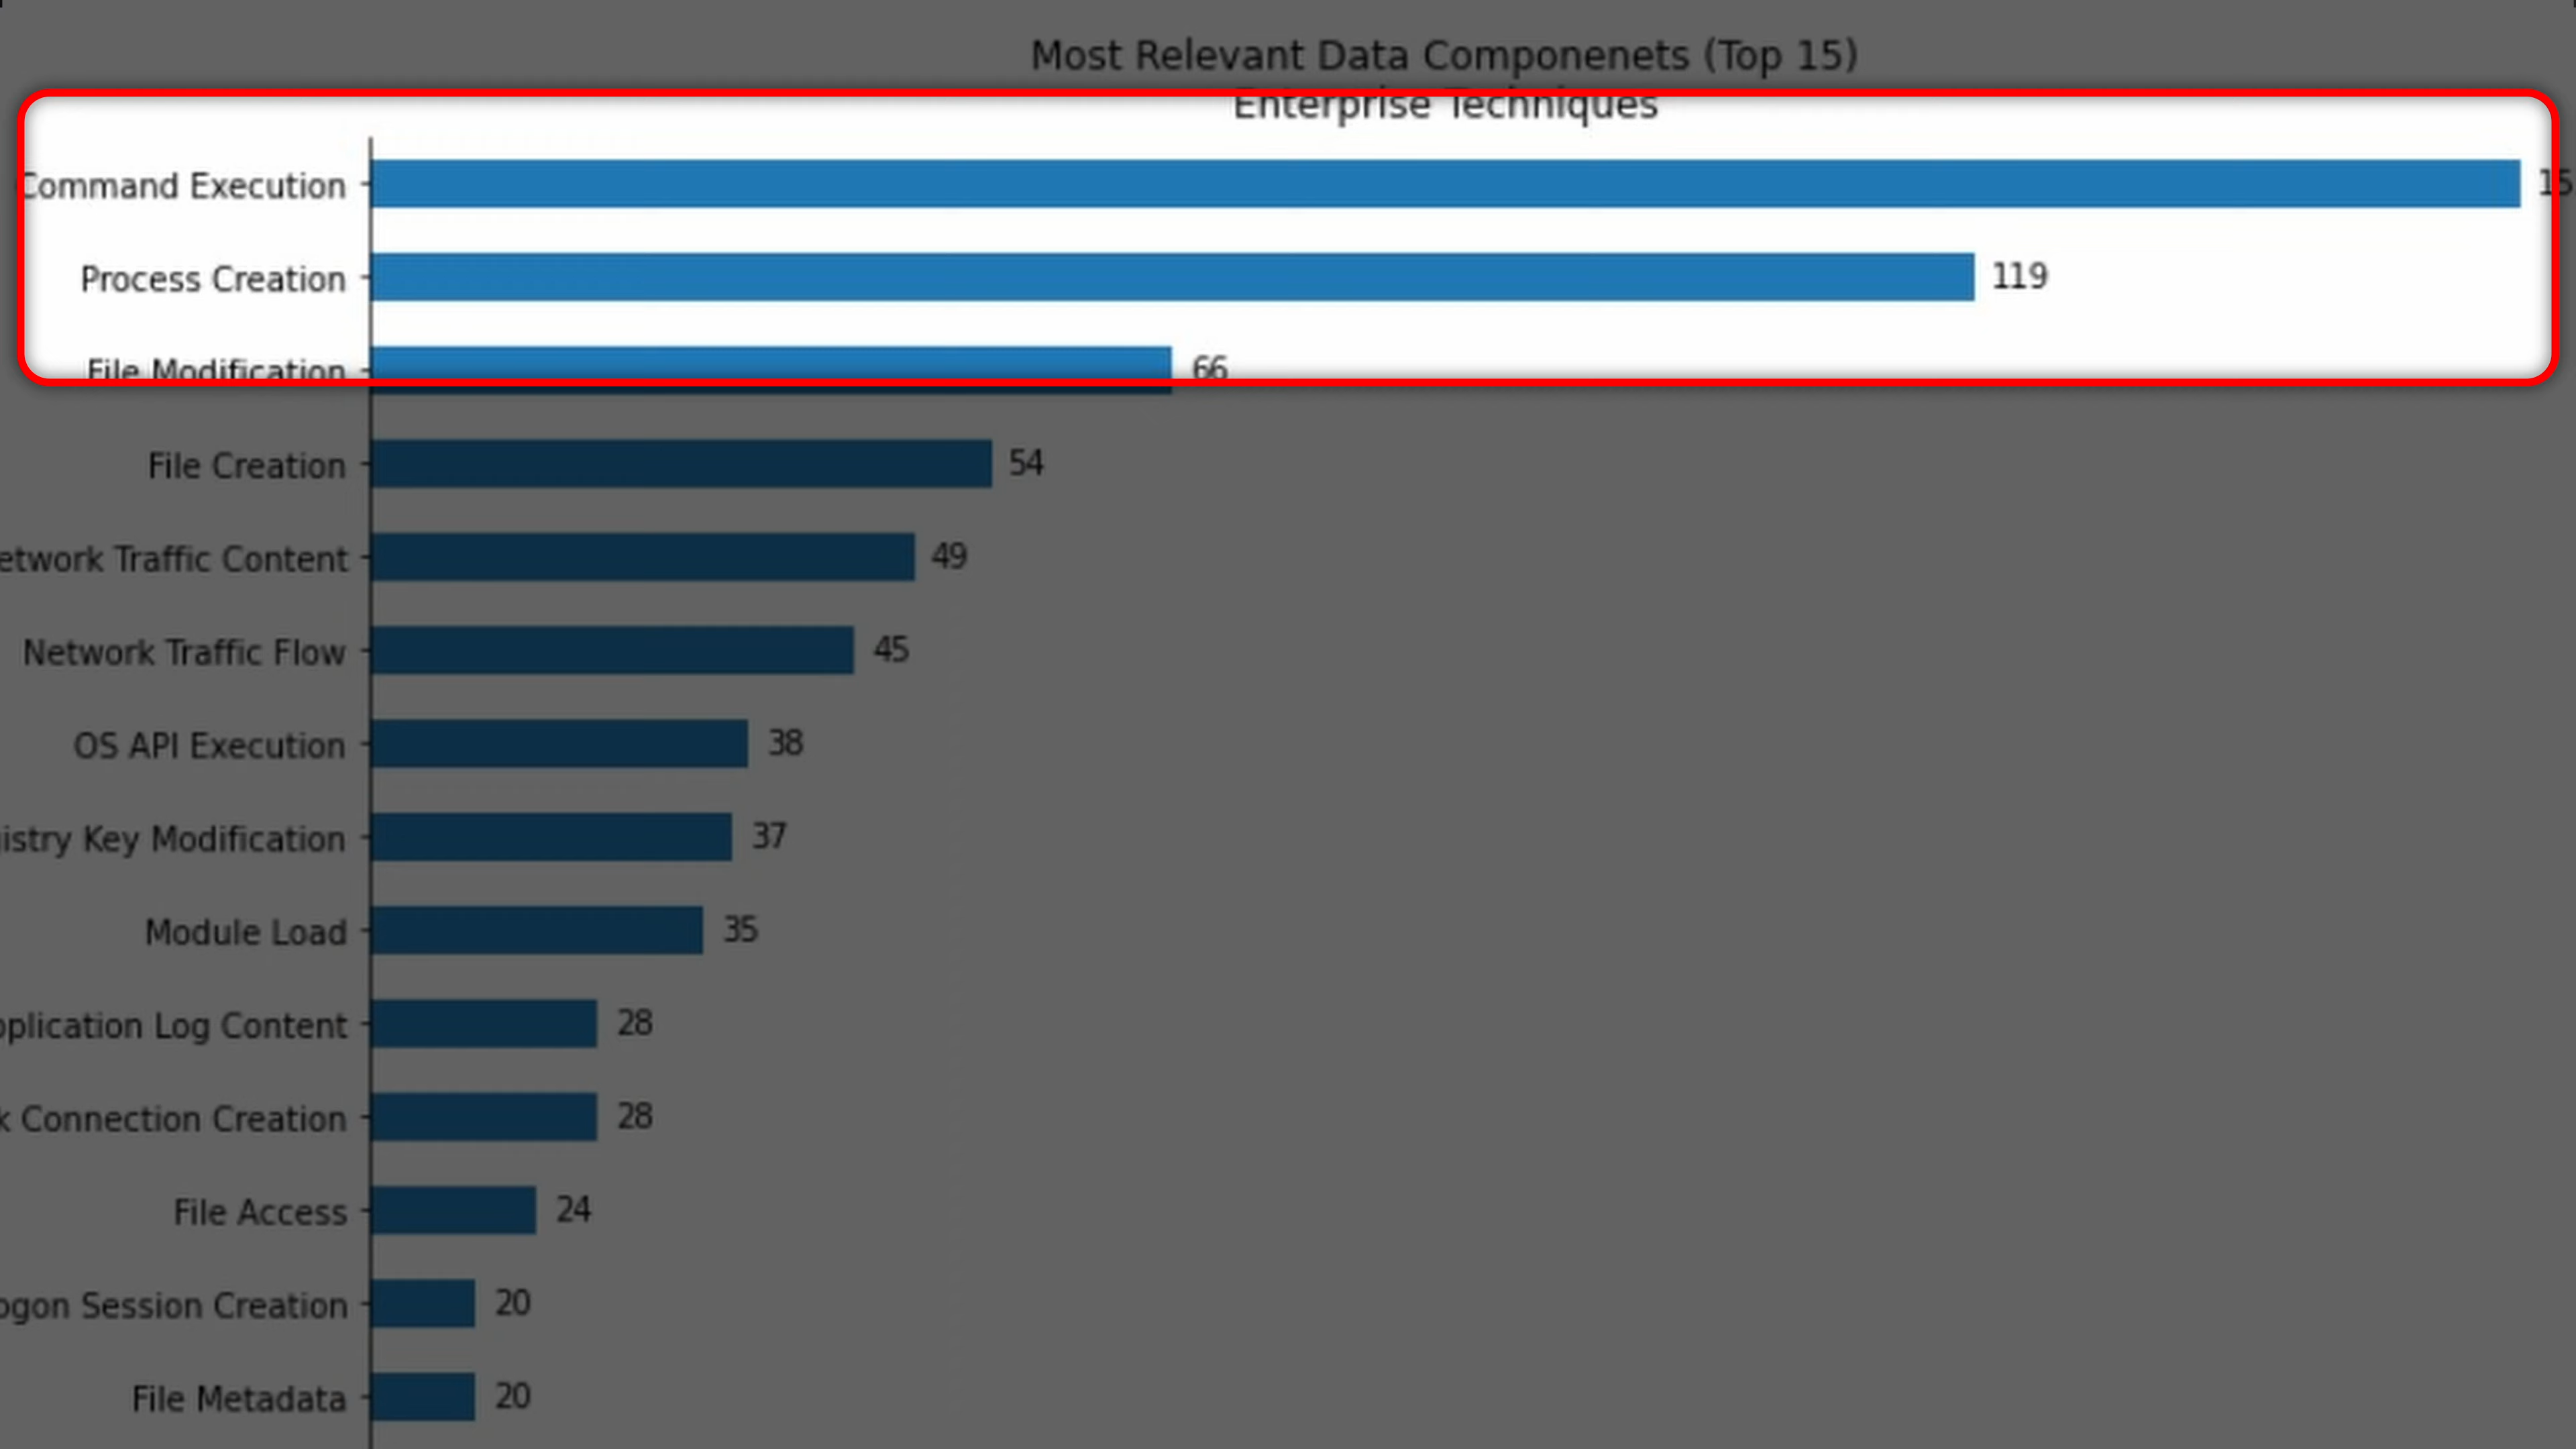 Most Relevant Data Componenets (Top 15)
Enterprise Techniques
Command Execution 15
Process Creation 119
File Modification 66
File Creation 54
etwork Traffic Content 49
Network Traffic Flow 45
OS API Execution 38
istry Key Modification 37
Module Load 35
plication Log Content 28
k Connection Creation 28
File Access 24
ogon Session Creation 20
File Metadata 20